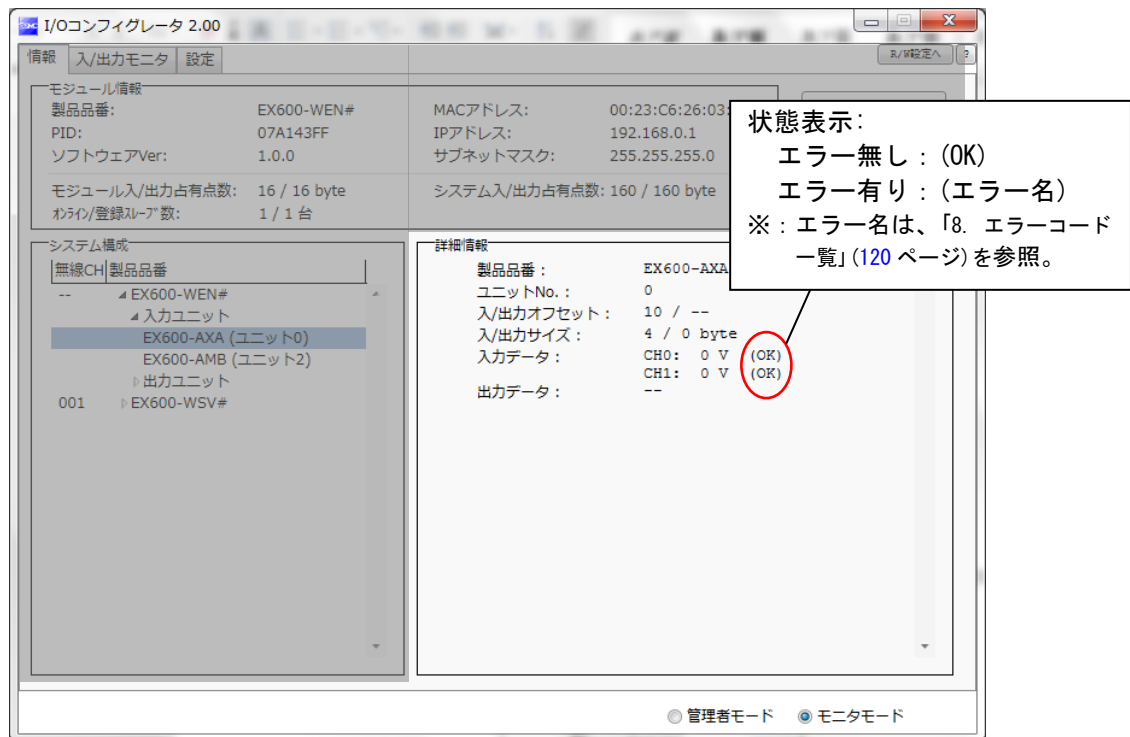 I/Oコンフィグレータ 2.00
情報 入/出力モニタ 設定
R/W設定へ ?
モジュール情報
製品品番: EX600-WEN# MACアドレス: 00:23:C6:26:03:
PID: 07A143FF IPアドレス: 192.168.0.1
ソフトウェアVer: 1.0.0 サブネットマスク: 255.255.255.0
モジュール入/出力占有点数: 16 / 16 byte システム入/出力占有点数: 160 / 160 byte
オンライン/登録スレーブ数: 1 / 1 台
状態表示:
エラー無し：(OK)
エラー有り：(エラー名)
※：エラー名は、「8. エラーコード
一覧」(120 ページ)を参照。
システム構成
無線CH 製品品番
-- EX600-WEN#
入力ユニット
EX600-AXA (ユニット0)
EX600-AMB (ユニット2)
出力ユニット
001 EX600-WSV#
詳細情報
製品品番： EX600-AXA
ユニットNo.： 0
入/出力オフセット： 10 / --
入/出力サイズ： 4 / 0 byte
入力データ： CH0: 0 V (OK)
CH1: 0 V (OK)
出力データ： --
管理者モード モニタモード